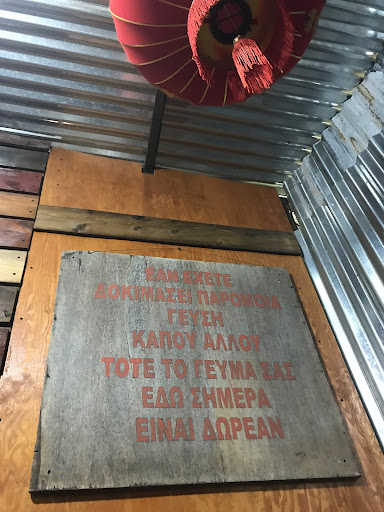 ΕΑΝ ΕΧΕΤΕ
ΔΟΚΙΜΑΣΕΙ ΠΑΡΟΜΟΙΑ
ΓΕΥΣΗ
ΚΑΠΟΥ ΑΛΛΟΥ
ΤΟΤΕ ΤΟ ΓΕΥΜΑ ΣΑΣ
ΕΔΩ ΣΗΜΕΡΑ
ΕΙΝΑΙ ΔΩΡΕΑΝ